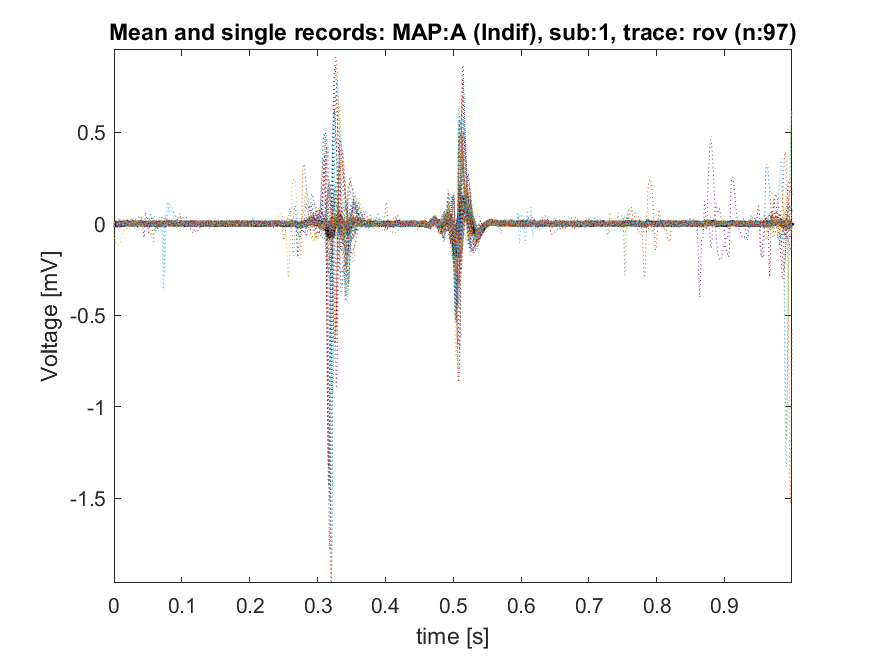 Mean and single records: MAP:A (Indif), sub:1, trace: rov (n:97)
0.5
0
-0.5
-1
-1.5
Voltage [mV]
0 0.1 0.2 0.3 0.4 0.5 0.6 0.7 0.8 0.9
time [s]